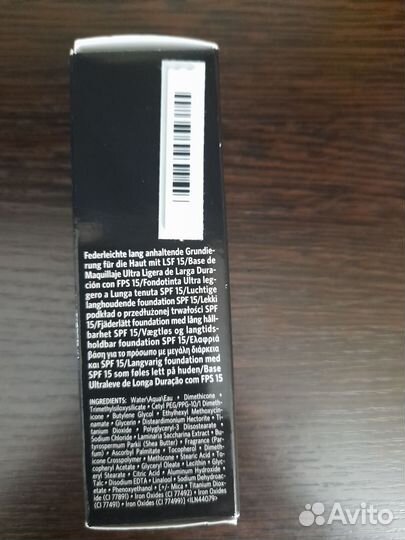 Federleichte lang anhaltende Grundie-
rung für die Haut mit LSF 15/Base de
Maquillaje Ultra Ligera de Larga Dura-
ción con FPS 15/Fondotinta Ultra leg-
gero a Lunga tenuta SPF 15/Luchtige
langhoudende foundation SPF 15/Lekki
podkład o przedłużonej trwałości SPF
15/Fjäderlätt foundation med lång håll-
barhet SPF 15/Vægtløs og langtids-
holdbar foundation SPF 15/Ελαφριά
βάση για το πρόσωπο με μεγάλη διάρκεια
και SPF 15/Langvarig foundation med
SPF 15 som føles lett på huden/Base
Ultraleve de Longa Duração com FPS 15
INGREDIENTS: Water\Aqua\Eau • Dimethicone •
Trimethylsiloxysilicate • Cetyl PEG/PPG-10/1 Dimeth-
icone • Butylene Glycol • Ethylhexyl Methoxycin-
namate • Glycerin • Disteardimonium Hectorite • Ti-
tanium Dioxide • Polyglyceryl-3 Diisostearate •
Sodium Chloride • Laminaria Saccharina Extract • Bu-
tyrospermum Parkii (Shea Butter) • Fragrance (Par-
fum) • Ascorbyl Palmitate • Tocopherol • Dimeth-
icone Crosspolymer • Methicone • Stearic Acid • To-
copheryl Acetate • Glyceryl Oleate • Lecithin • Glyc-
eryl Stearate • Citric Acid • Aluminum Hydroxide •
Talc • Disodium EDTA • Linalool • Sodium Dehydroac-
etate • Phenoxyethanol • [+/- Mica • Titanium Diox-
ide (CI 77891) • Iron Oxides (CI 77492) • Iron Oxides
(CI 77491) • Iron Oxides (CI 77499)] <ILN44079>
Avito